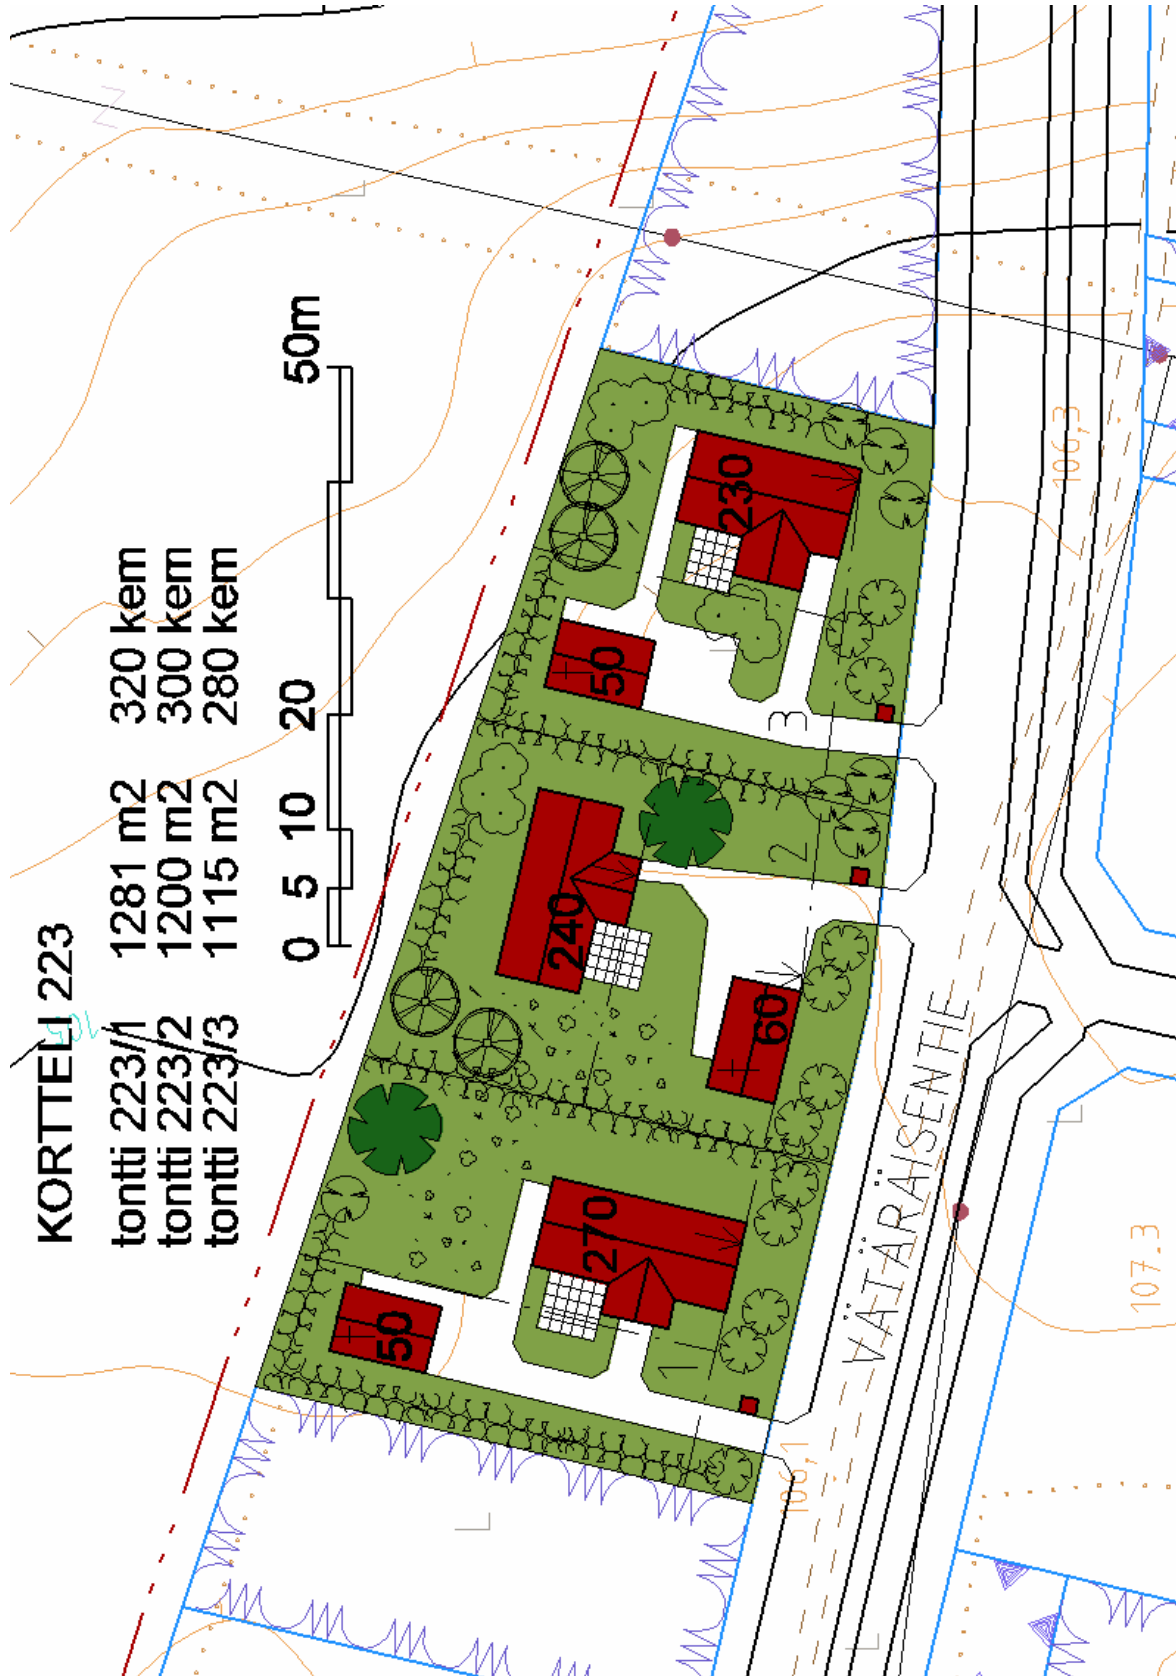 KORTTELI 223
tontti 223/1 1281 m2 320 kem
tontti 223/2 1200 m2 300 kem
tontti 223/3 1115 m2 280 kem
0 5 10 20 50m
105
50
270
1
240
60
2
50
230
3
VÄTÄRÄISENTIE
106,1
107.3
106,3